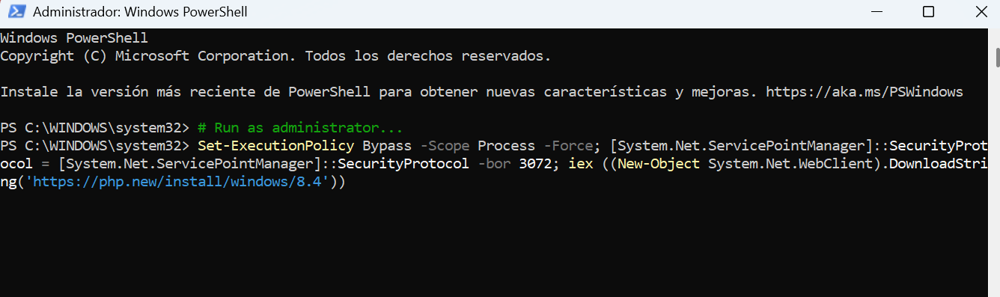 Administrador: Windows PowerShell
Windows PowerShell
Copyright (C) Microsoft Corporation. Todos los derechos reservados.
Instale la versión más reciente de PowerShell para obtener nuevas características y mejoras. https://aka.ms/PSWindows
PS C:\WINDOWS\system32> # Run as administrator...
PS C:\WINDOWS\system32> Set-ExecutionPolicy Bypass -Scope Process -Force; [System.Net.ServicePointManager]::SecurityProt
ocol = [System.Net.ServicePointManager]::SecurityProtocol -bor 3072; iex ((New-Object System.Net.WebClient).DownloadStri
ng('https://php.new/install/windows/8.4'))